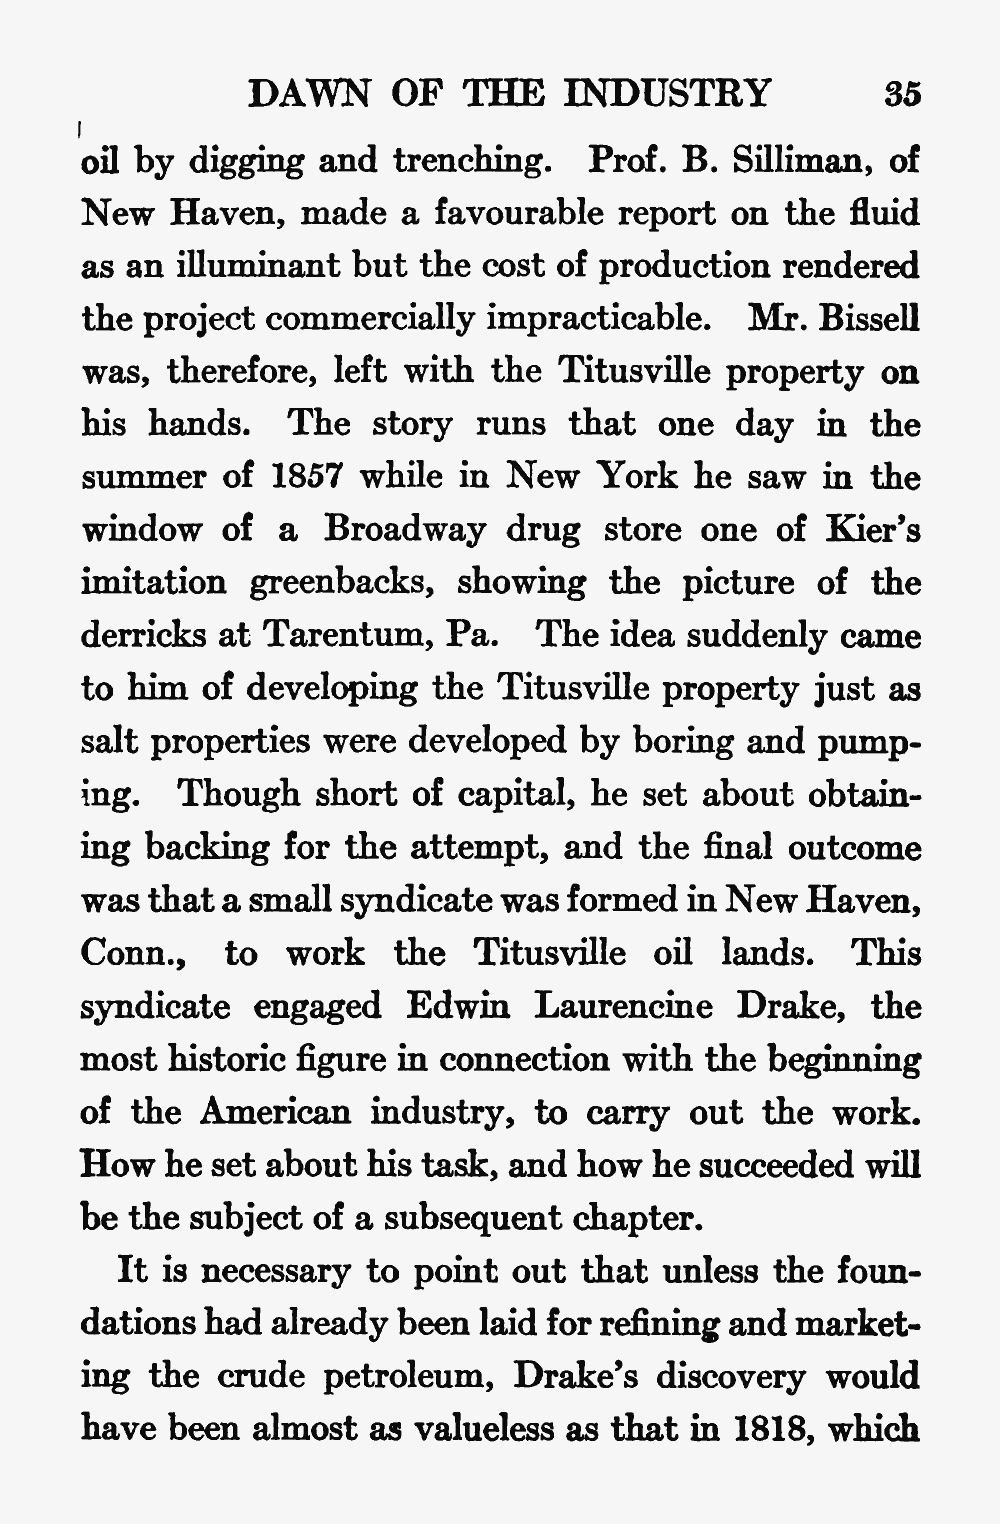 DAWN OF THE INDUSTRY 35
oil by digging and trenching. Prof. B. Silliman, of
New Haven, made a favourable report on the fluid
as an illuminant but the cost of production rendered
the project commercially impracticable. Mr. Bissell
was, therefore, left with the Titusville property on
his hands. The story runs that one day in the
summer of 1857 while in New York he saw in the
window of a Broadway drug store one of Kier's
imitation greenbacks, showing the picture of the
derricks at Tarentum, Pa. The idea suddenly came
to him of developing the Titusville property just as
salt properties were developed by boring and pump-
ing. Though short of capital, he set about obtain-
ing backing for the attempt, and the final outcome
was that a small syndicate was formed in New Haven,
Conn., to work the Titusville oil lands. This
syndicate engaged Edwin Laurencine Drake, the
most historic figure in connection with the beginning
of the American industry, to carry out the work.
How he set about his task, and how he succeeded will
be the subject of a subsequent chapter.
It is necessary to point out that unless the foun-
dations had already been laid for refining and market-
ing the crude petroleum, Drake's discovery would
have been almost as valueless as that in 1818, which